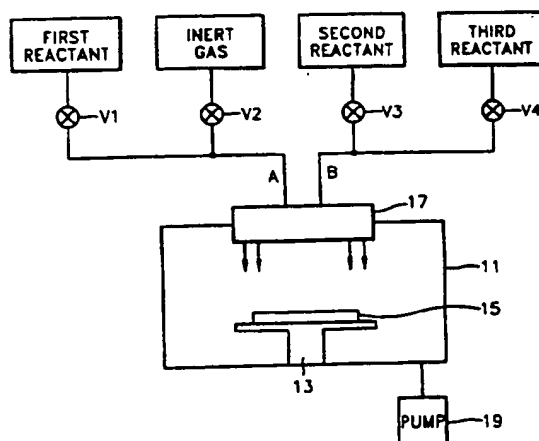 FIRST REACTANT
INERT GAS
SECOND REACTANT
THIRD REACTANT
V1
V2
V3
V4
A
B
17
11
15
13
PUMP
19